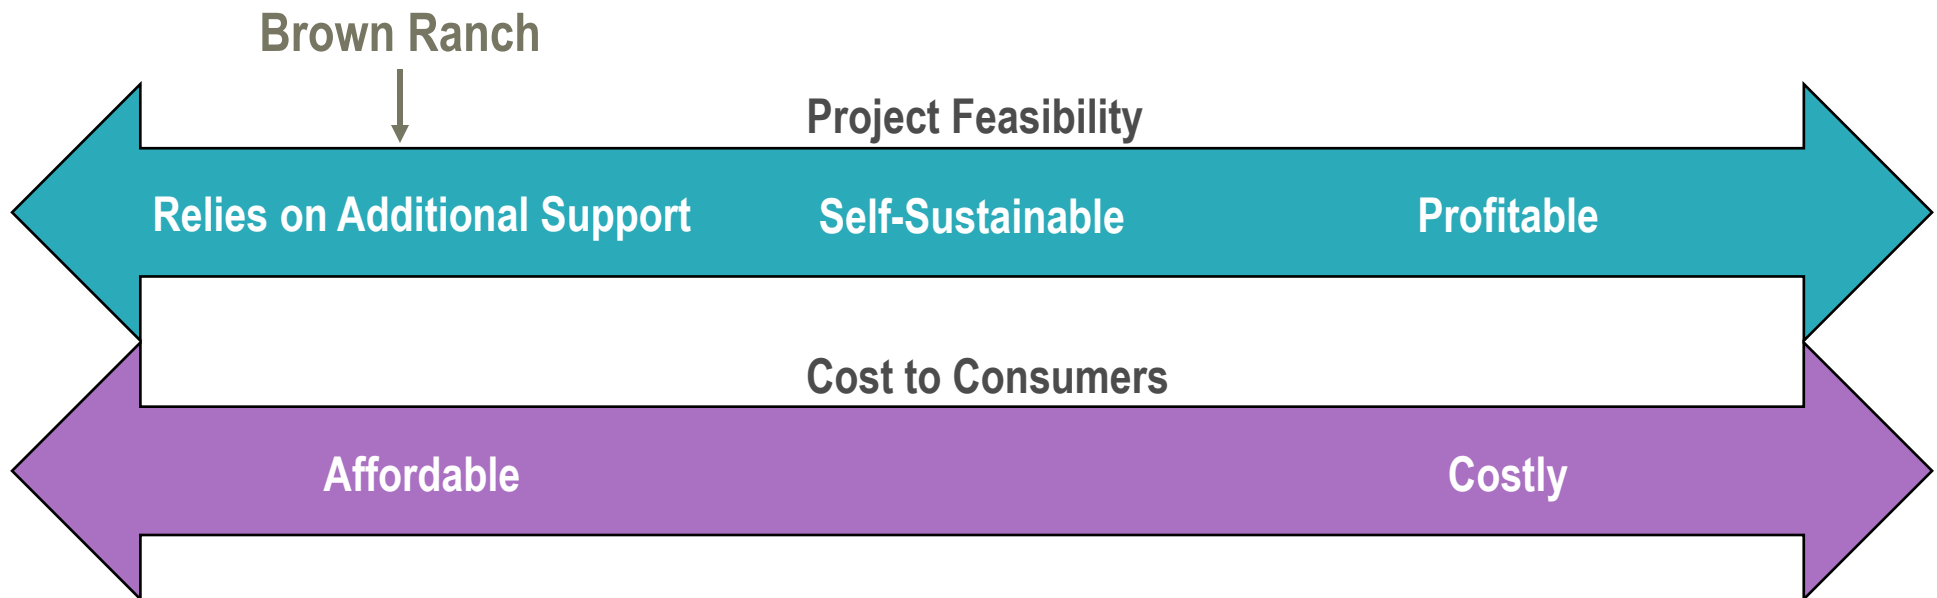 Brown Ranch
Project Feasibility
Relies on Additional Support
Self-Sustainable
Profitable
Cost to Consumers
Affordable
Costly